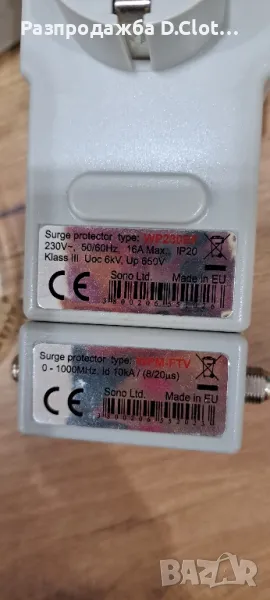 Разпродажба D.Clot...
Surge protector type:
230V~, 50/60Hz, 16A Max., IP20
Klass III Uoc 6kV, Up 850V
CE Sono Ltd. Made in EU
Surge protector type:
0 - 1000MHz, Id 10kA / (8/20µs)
CE Sono Ltd. Made in EU
bazar.bg